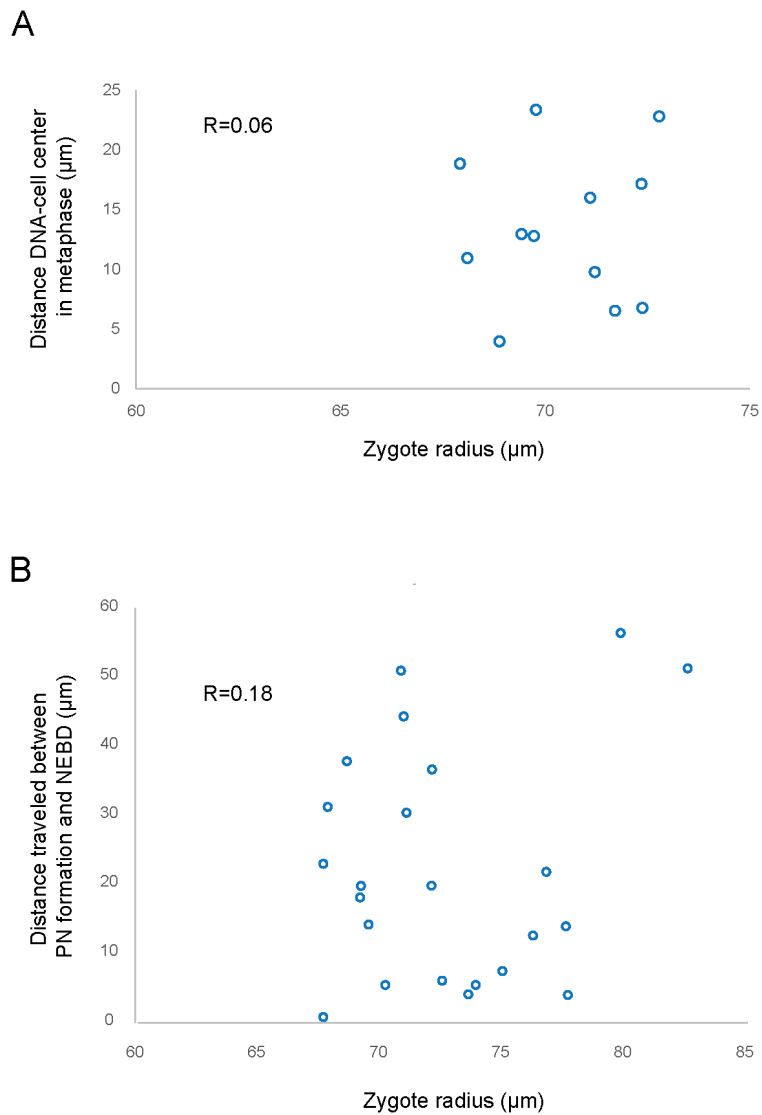 A
25
20
15
10
5
0
R=0.06
Distance DNA-cell center
in metaphase (µm)
60 65 70 75
Zygote radius (µm)
B
60
50
40
30
20
10
0
R=0.18
Distance traveled between
PN formation and NEBD (µm)
60 65 70 75 80 85
Zygote radius (µm)